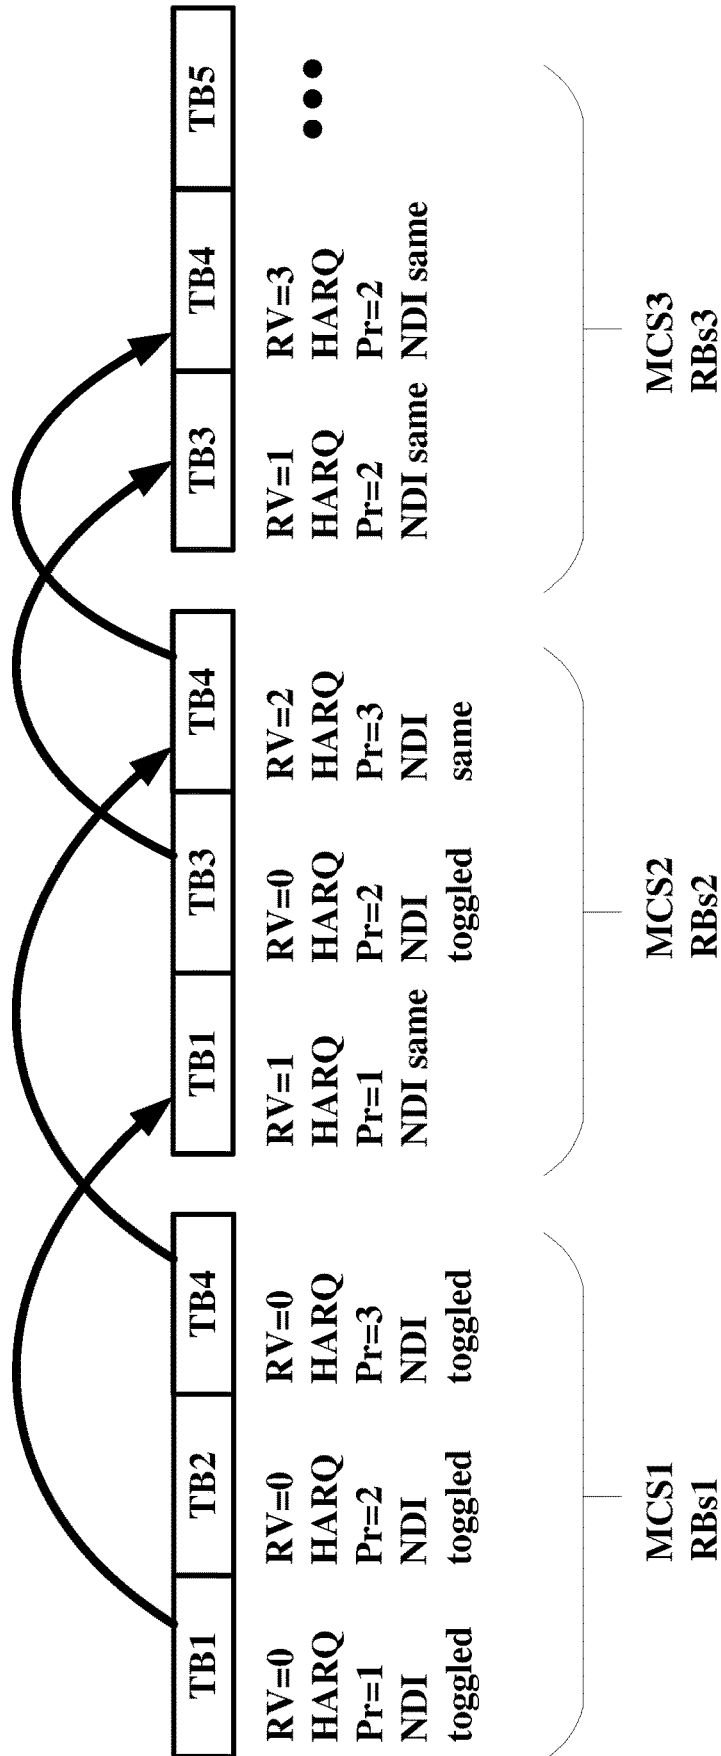 TB1
TB2
TB4
RV=0
HARQ
Pr=1
NDI
toggled
RV=0
HARQ
Pr=2
NDI
toggled
RV=0
HARQ
Pr=3
NDI
toggled
MCS1
RBs1
TB1
TB3
TB4
RV=1
HARQ
Pr=1
NDI same
RV=0
HARQ
Pr=2
NDI
toggled
RV=2
HARQ
Pr=3
NDI
same
MCS2
RBs2
TB3
TB4
TB5
RV=1
HARQ
Pr=2
NDI same
RV=3
HARQ
Pr=2
NDI same
•••
MCS3
RBs3